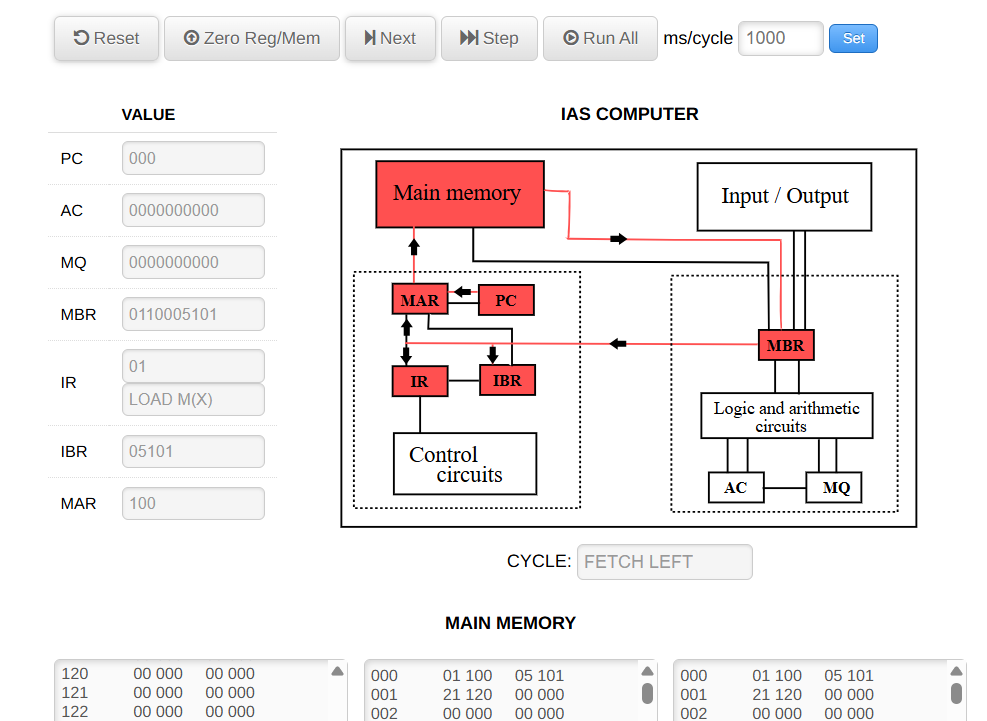 Reset Zero Reg/Mem Next Step Run All ms/cycle 1000 Set
VALUE
PC 000
AC 0000000000
MQ 0000000000
MBR 0110005101
IR 01
LOAD M(X)
IBR 05101
MAR 100
IAS COMPUTER
Main memory
Input / Output
MAR PC
MBR
IR IBR
Logic and arithmetic
circuits
Control
circuits
AC MQ
CYCLE: FETCH LEFT
MAIN MEMORY
120 00 000 00 000
121 00 000 00 000
122 00 000 00 000
000 01 100 05 101
001 21 120 00 000
002 00 000 00 000
000 01 100 05 101
001 21 120 00 000
002 00 000 00 000